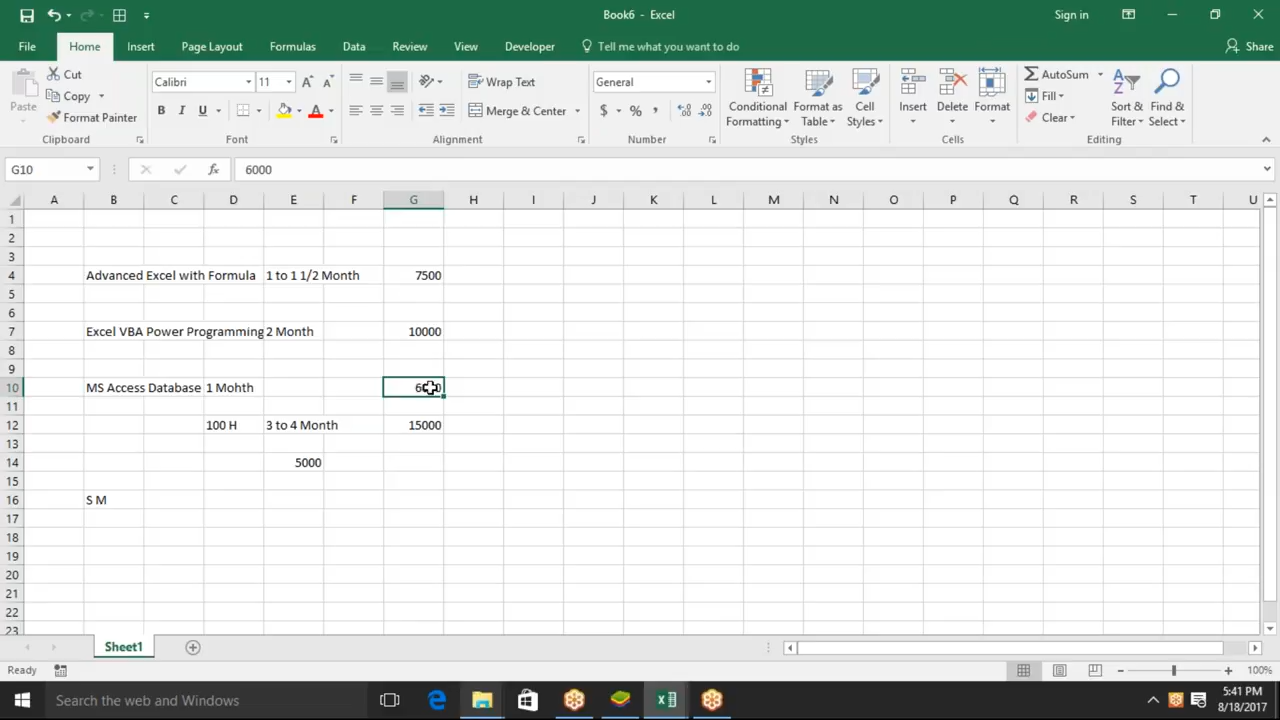 Book6 - Excel
Sign in
File Home Insert Page Layout Formulas Data Review View Developer Tell me what you want to do Share
Paste
Cut
Copy
Format Painter
Clipboard
Calibri 11
B I U
Font
Wrap Text
Merge & Center
Alignment
General
$ % ,
Number
Conditional Formatting
Format as Table
Cell Styles
Styles
Insert Delete Format
Cells
AutoSum
Fill
Clear
Sort & Filter
Find & Select
Editing
G10 fx 6000
A B C D E F G H I J K L M N O P Q R S T U
1
2
3
4 Advanced Excel with Formula 1 to 1 1/2 Month 7500
5
6
7 Excel VBA Power Programming 2 Month 10000
8
9
10 MS Access Database 1 Mohth
11
12 100 H 3 to 4 Month 15000
13
14 5000
15
16 S M
17
18
19
20
21
22
23
Sheet1
Ready 100%
Search the web and Windows
5:41 PM
8/18/2017